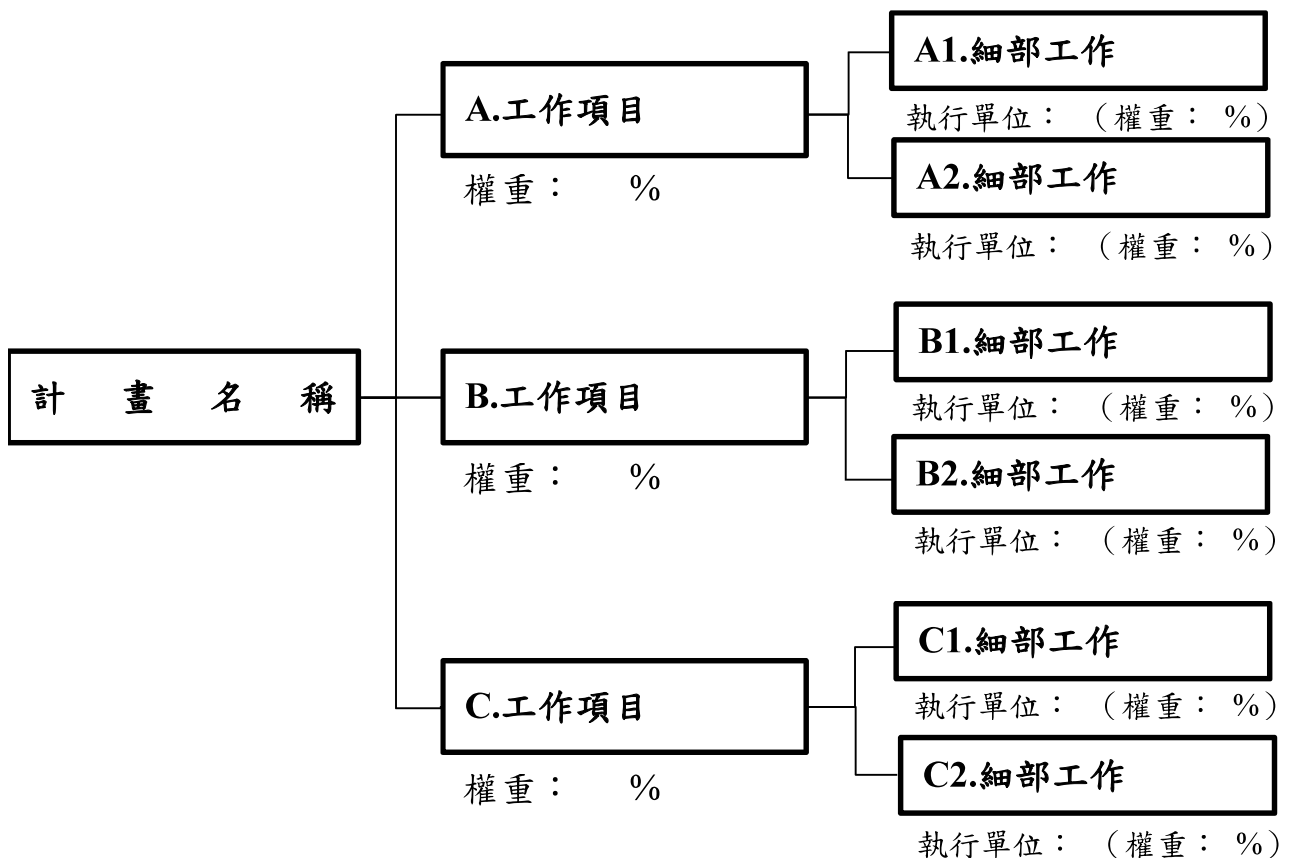 計 畫 名 稱
A.工作項目
權重： %
A1.細部工作
執行單位： （權重： %）
A2.細部工作
執行單位： （權重： %）
B.工作項目
權重： %
B1.細部工作
執行單位： （權重： %）
B2.細部工作
執行單位： （權重： %）
C.工作項目
權重： %
C1.細部工作
執行單位： （權重： %）
C2.細部工作
執行單位： （權重： %）